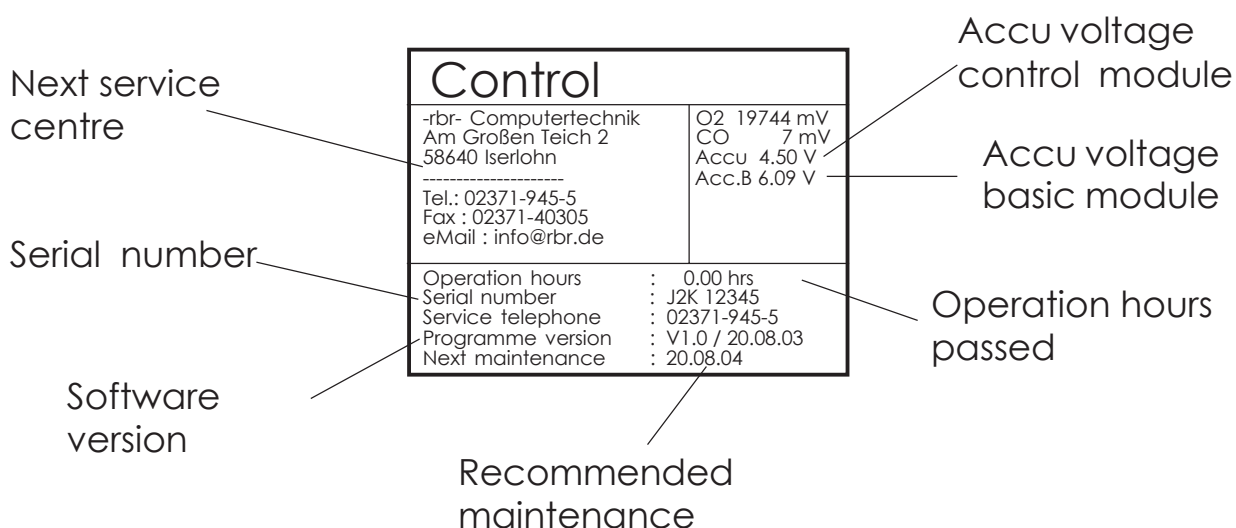 Accu voltage
control module
Next service
centre
Control
-rbr- Computertechnik
Am Großen Teich 2
58640 Iserlohn
---------------------
Tel.: 02371-945-5
Fax : 02371-40305
eMail : info@rbr.de
O2 19744 mV
CO 7 mV
Accu 4.50 V
Acc.B 6.09 V
Accu voltage
basic module
Serial number
Operation hours : 0.00 hrs
Serial number : J2K 12345
Service telephone : 02371-945-5
Programme version : V1.0 / 20.08.03
Next maintenance : 20.08.04
Operation hours
passed
Software
version
Recommended
maintenance